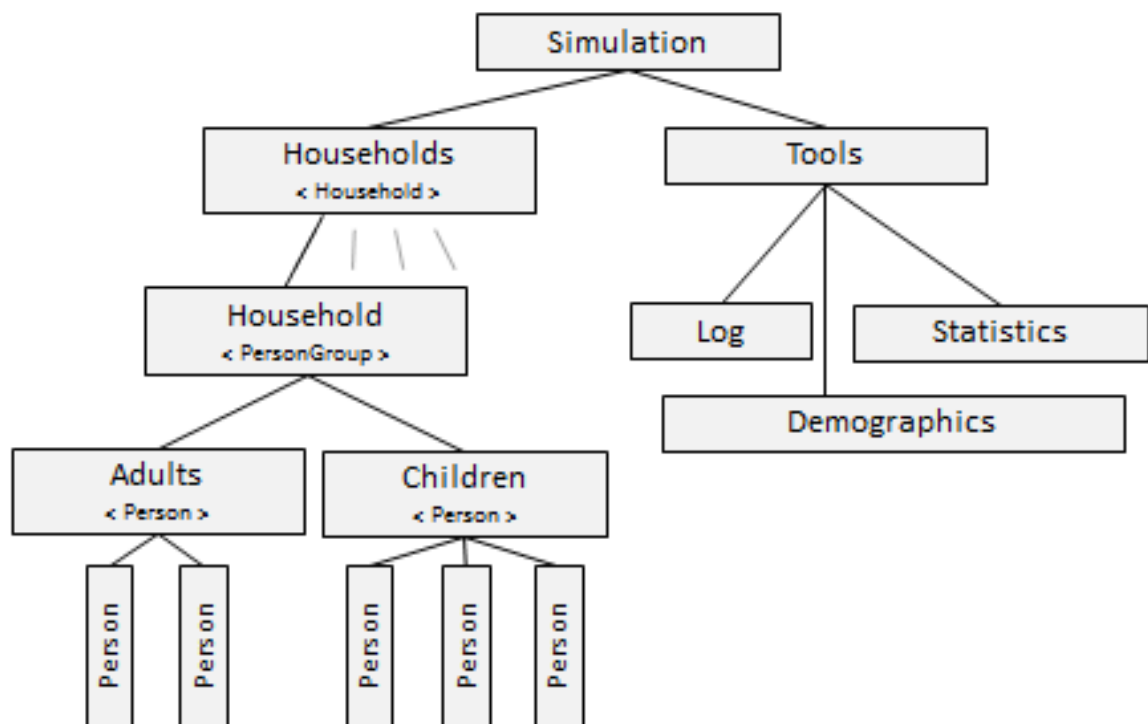 Simulation
Households
< Household >
Tools
Household
< PersonGroup >
Log
Statistics
Demographics
Adults
< Person >
Children
< Person >
Person
Person
Person
Person
Person